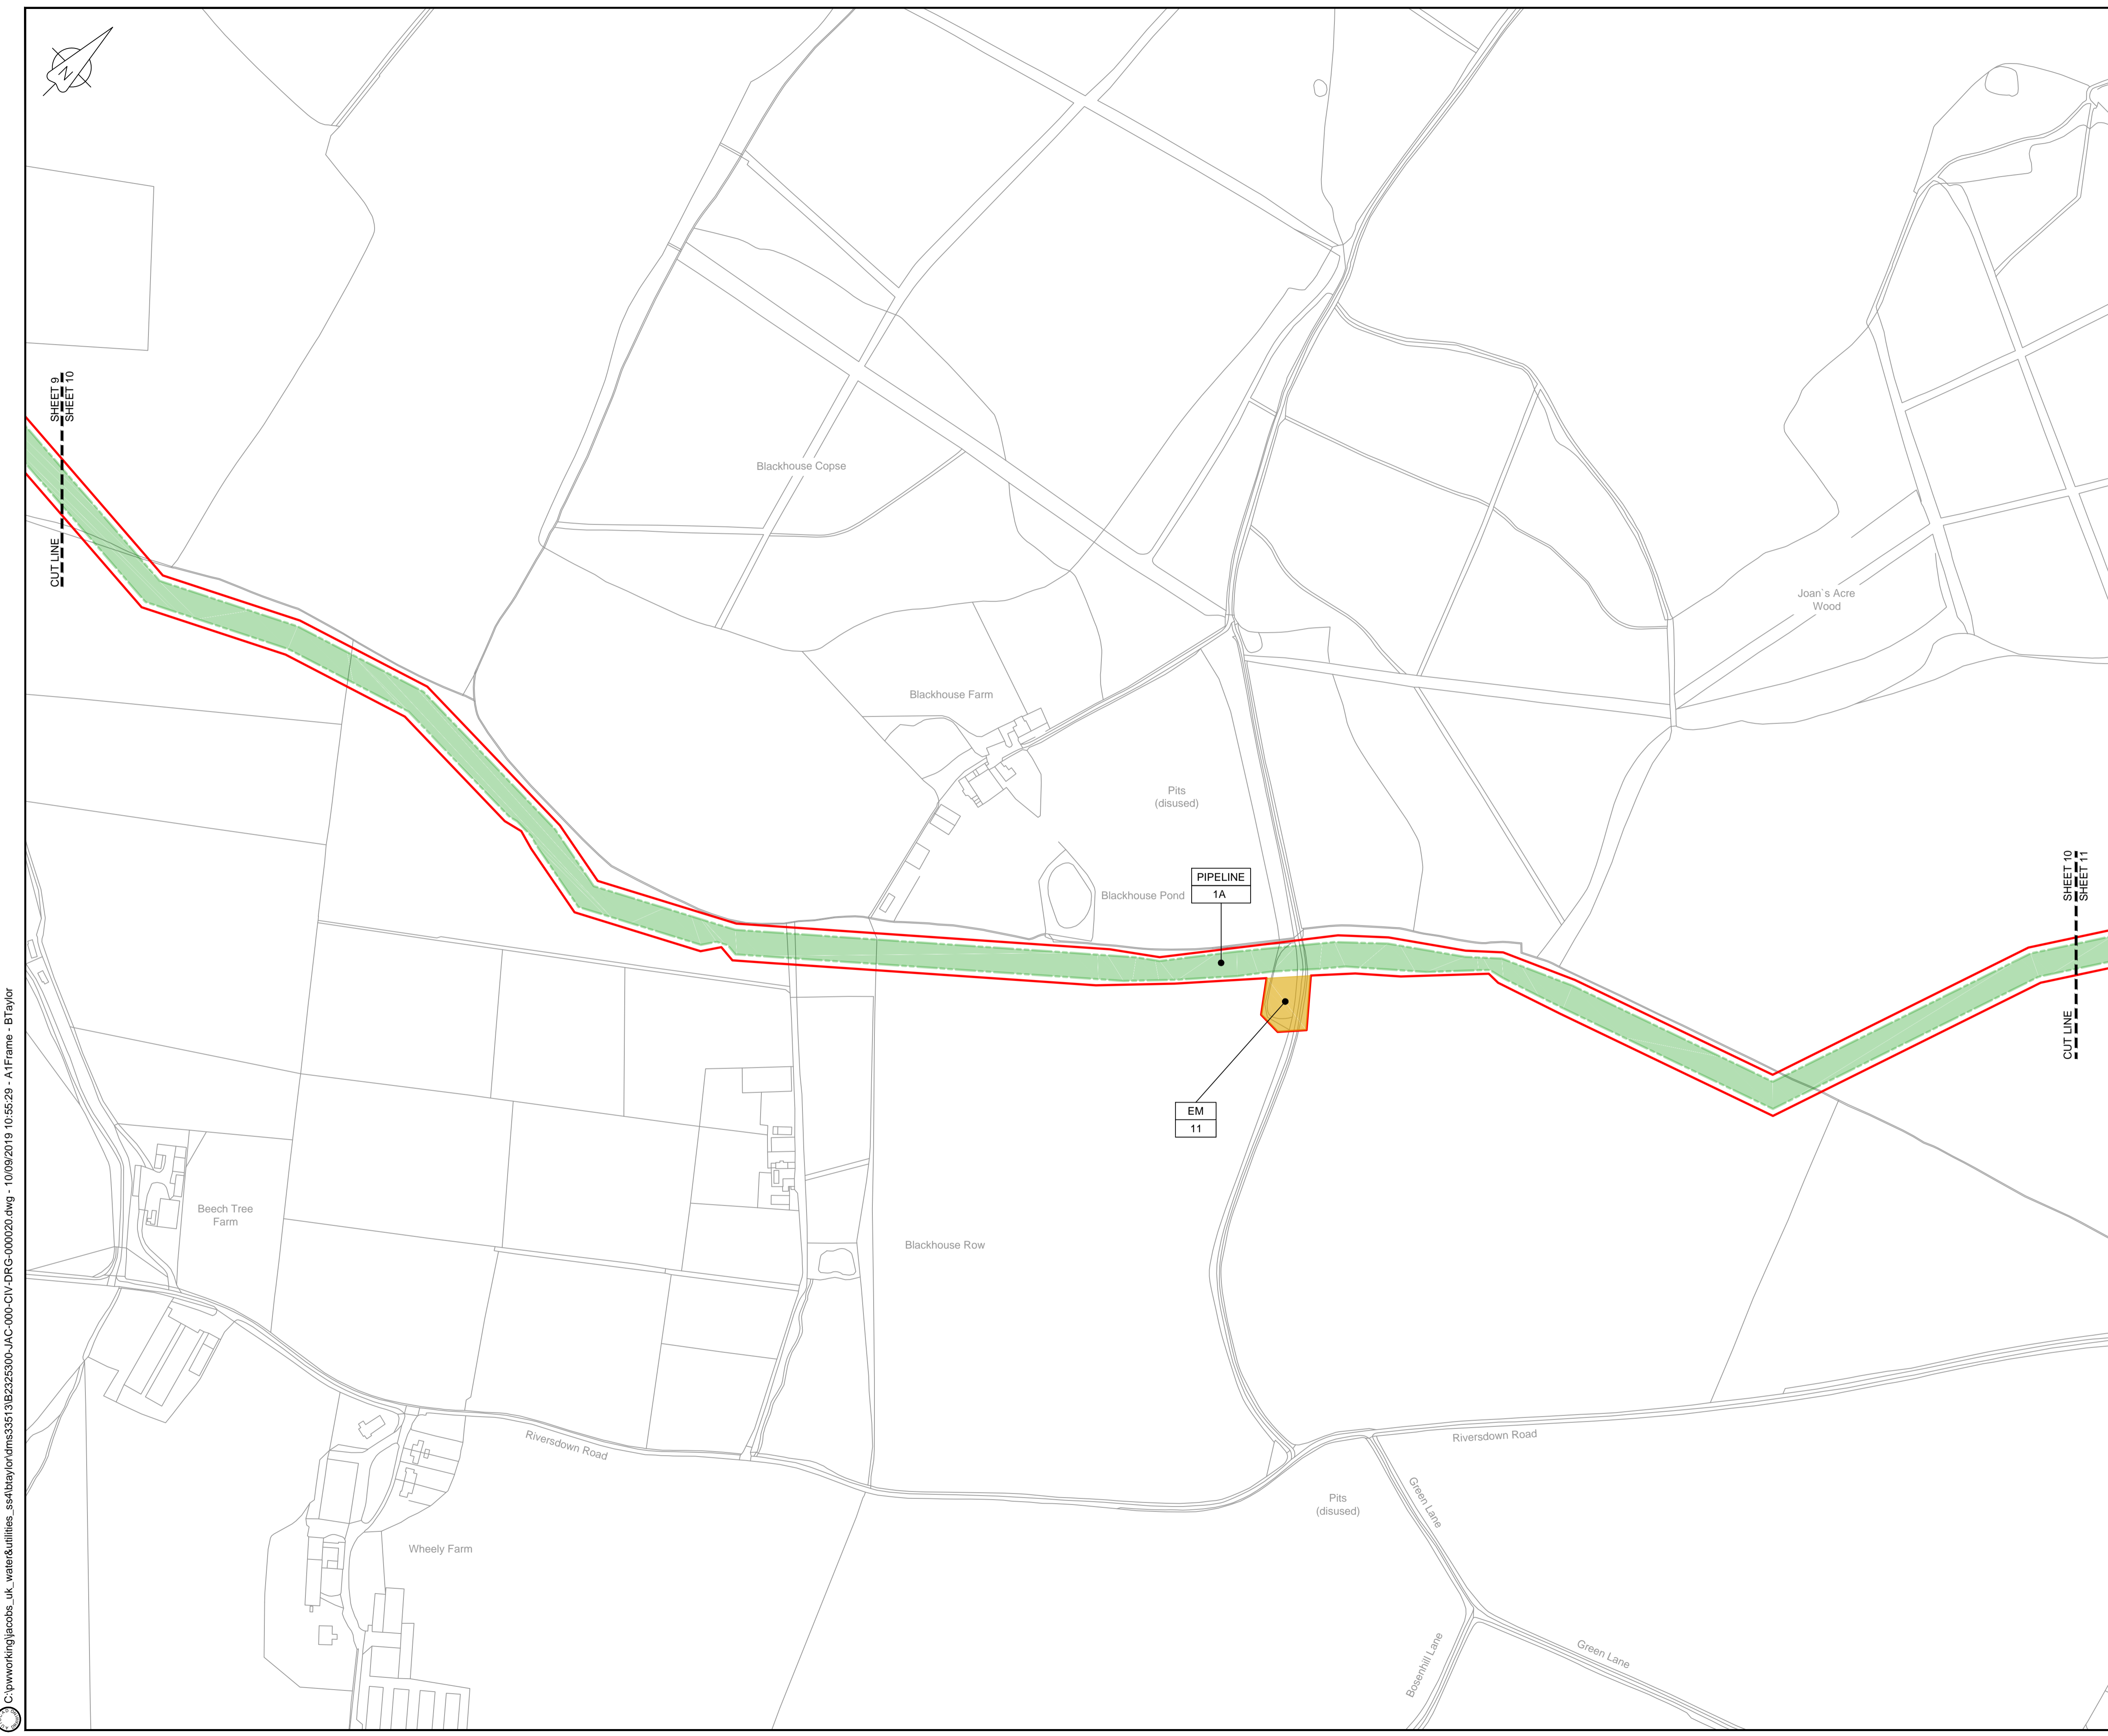 N
SHEET 9
SHEET 10
CUT LINE
Blackhouse Copse
Joan`s Acre
Wood
Blackhouse Farm
Pits
(disused)
PIPELINE
1A
Blackhouse Pond
SHEET 10
SHEET 11
CUT LINE
EM
11
Beech Tree
Farm
Blackhouse Row
Riversdown Road
Riversdown Road
Pits
(disused)
Green Lane
Wheely Farm
Green Lane
Bosenhill Lane
C:\pwworking\jacobs_uk_water&utilities_ss4\btaylor\dms33513\B2325300-JAC-000-CIV-DRG-000020.dwg - 10/09/2019 10:55:29 - A1Frame - BTaylor